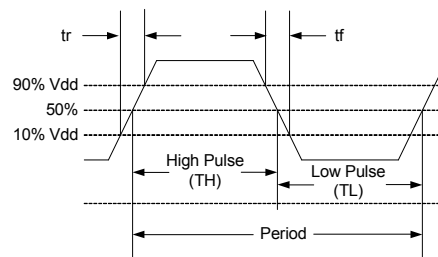 tr
tf
90% Vdd
50%
10% Vdd
High Pulse
(TH)
Low Pulse
(TL)
Period